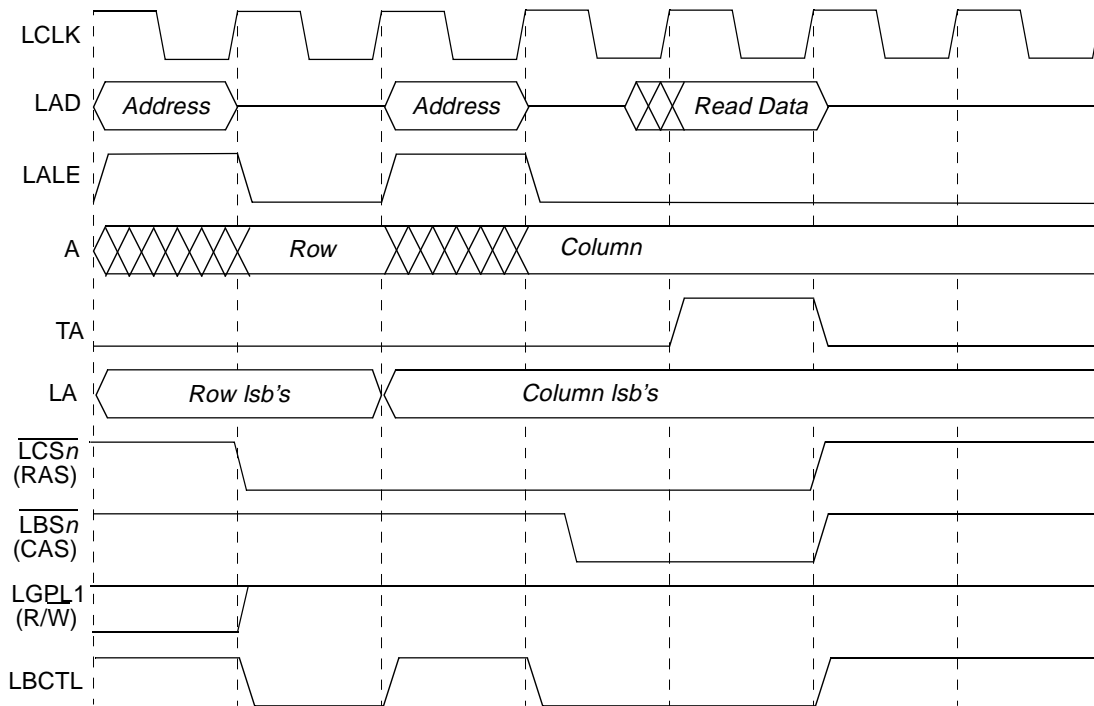 LCLK
LAD Address Address Read Data
LALE
A Row Column
TA
LA Row lsb's Column lsb's
LCSn
(RAS)
LBSn
(CAS)
LGPL1
(R/W)
LBCTL